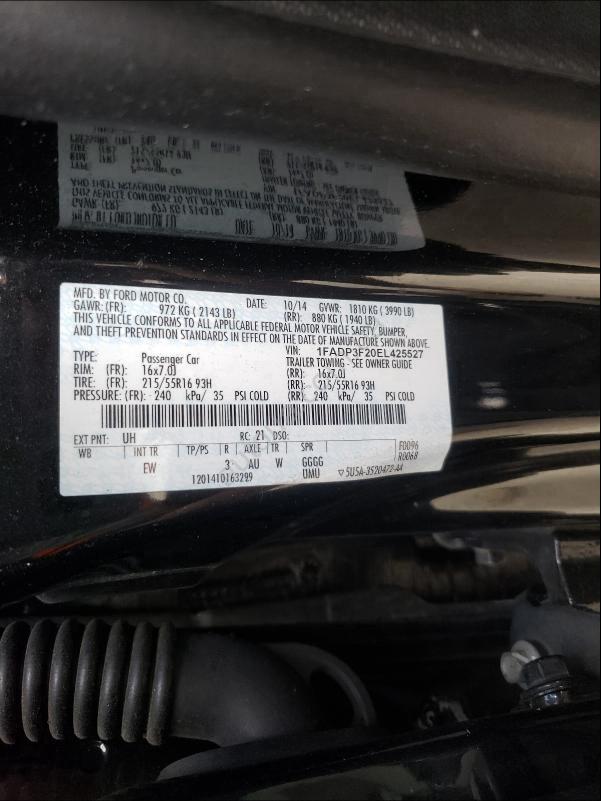 MFD. BY FORD MOTOR CO. DATE: 10/14 GVWR: 1810 KG ( 3990 LB)
GAWR: (FR): 972 KG ( 2143 LB) (RR): 880 KG ( 1940 LB)
THIS VEHICLE CONFORMS TO ALL APPLICABLE FEDERAL MOTOR VEHICLE SAFETY, BUMPER,
AND THEFT PREVENTION STANDARDS IN EFFECT ON THE DATE OF MANUFACTURE SHOWN ABOVE.
VIN: 1FADP3F20EL425527
TYPE: Passenger Car TRAILER TOWING - SEE OWNER GUIDE
RIM: (FR) 16x7.0J (RR) 16x7.0J
TIRE: (FR) 215/55R16 93H (RR) 215/55R16 93H
PRESSURE: (FR) 240 kPa/ 35 PSI COLD (RR) 240 kPa/ 35 PSI COLD
EXT PNT: UH RC: 21 DSO:
WB INT TR TP/PS R AXLE TR SPR F0096
EW 3 AU W GGGG R0068
1201410163299 UMU